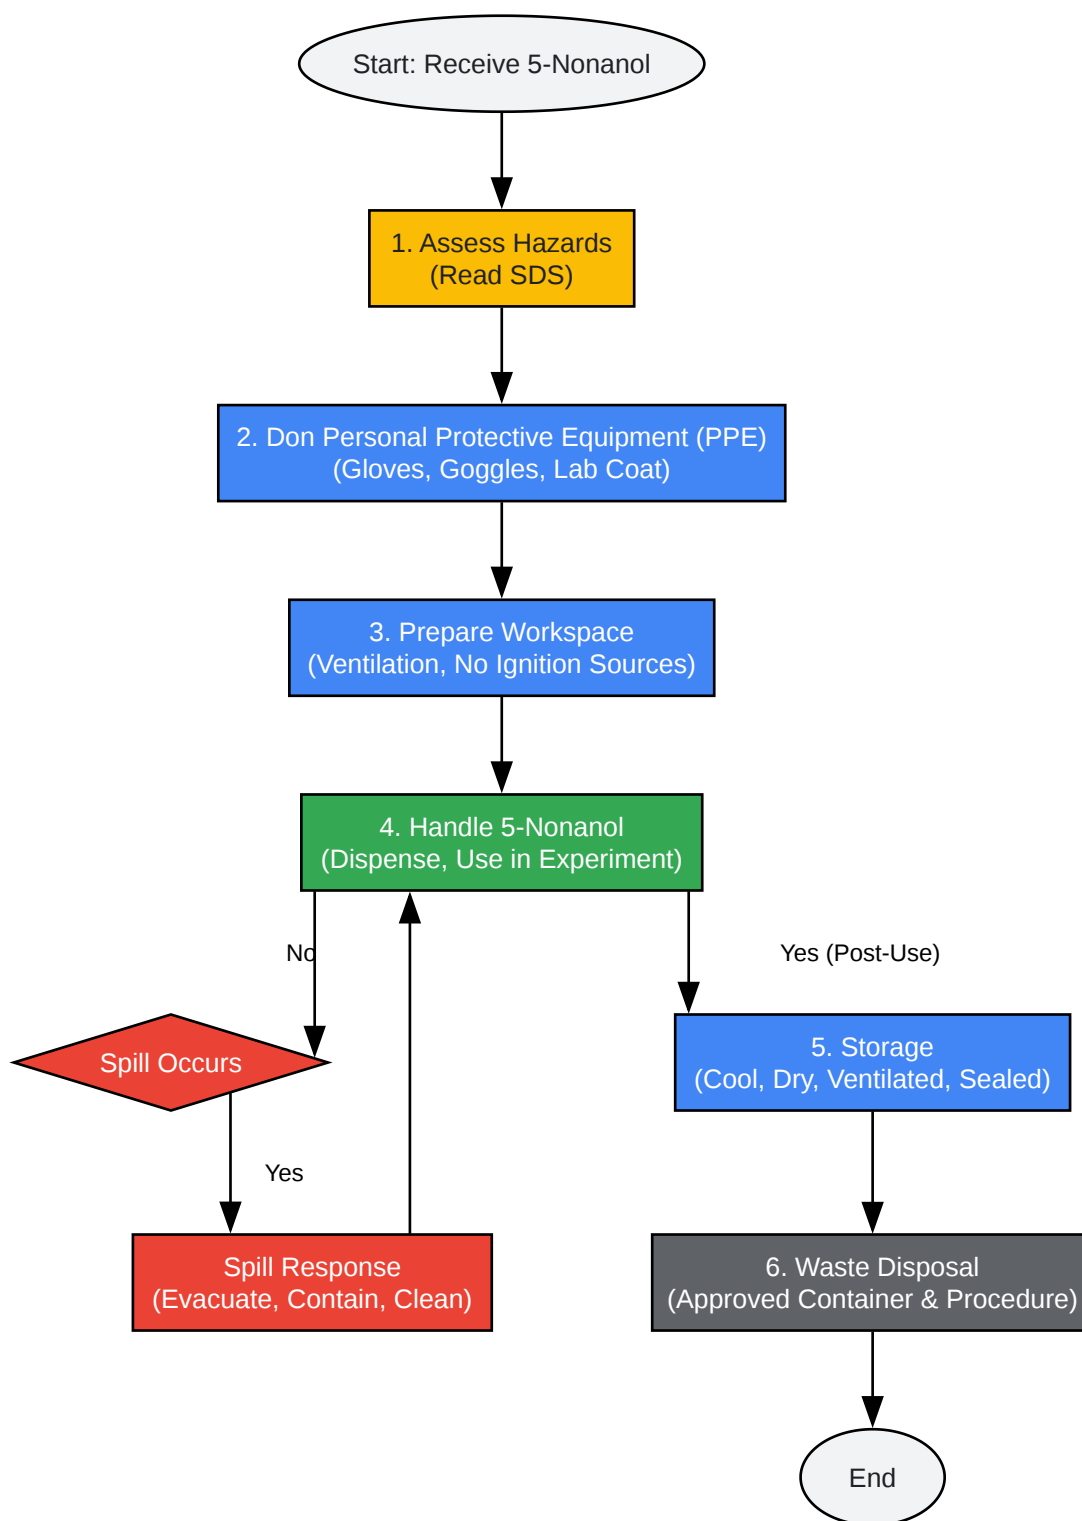 Start: Receive 5-Nonanol
1. Assess Hazards
(Read SDS)
2. Don Personal Protective Equipment (PPE)
(Gloves, Goggles, Lab Coat)
3. Prepare Workspace
(Ventilation, No Ignition Sources)
4. Handle 5-Nonanol
(Dispense, Use in Experiment)
No
Yes (Post-Use)
Spill Occurs
5. Storage
(Cool, Dry, Ventilated, Sealed)
Yes
Spill Response
(Evacuate, Contain, Clean)
6. Waste Disposal
(Approved Container & Procedure)
End